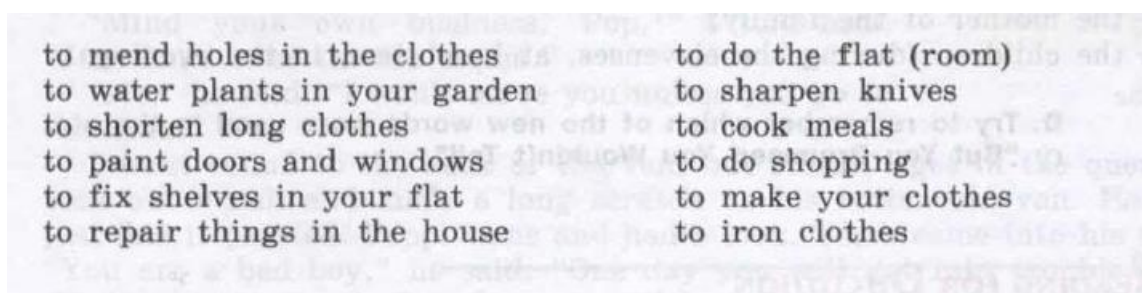 to mend holes in the clothes
to water plants in your garden
to shorten long clothes
to paint doors and windows
to fix shelves in your flat
to repair things in the house
to do the flat (room)
to sharpen knives
to cook meals
to do shopping
to make your clothes
to iron clothes